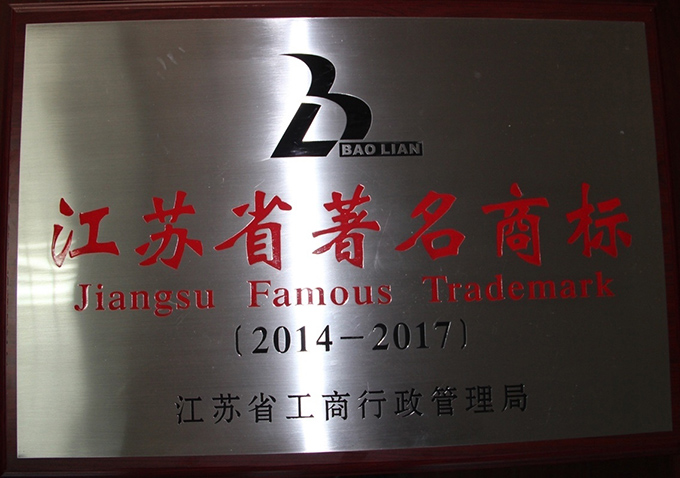 BAO LIAN
江苏省著名商标
Jiangsu Famous Trademark
〔2014－2017〕
江苏省工商行政管理局